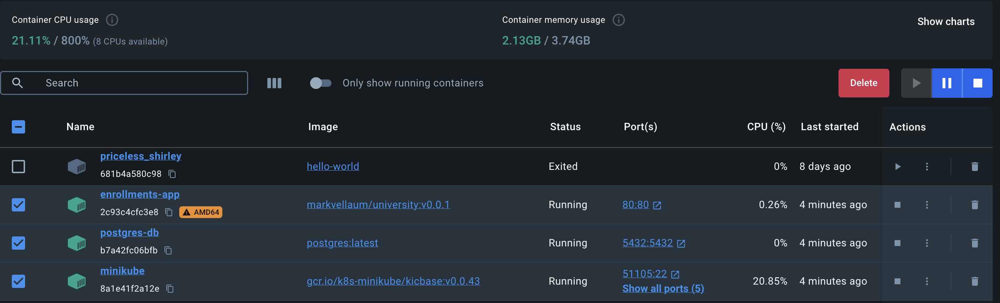 Container CPU usage
21.11% / 800% (8 CPUs available)
Container memory usage
2.13GB / 3.74GB
Show charts
Search
Only show running containers
Delete
Name Image Status Port(s) CPU (%) Last started Actions
priceless_shirley
681b4a580c98
hello-world Exited 0% 8 days ago
enrollments-app
2c93c4cfc3e8 AMD64
markvellaum/university:v0.0.1 Running 80:80 0.26% 4 minutes ago
postgres-db
b7a42fc06bfb
postgres:latest Running 5432:5432 0% 4 minutes ago
minikube
8a1e41f2a12e
gcr.io/k8s-minikube/kicbase:v0.0.43 Running
51105:22
Show all ports (5)
20.85% 4 minutes ago